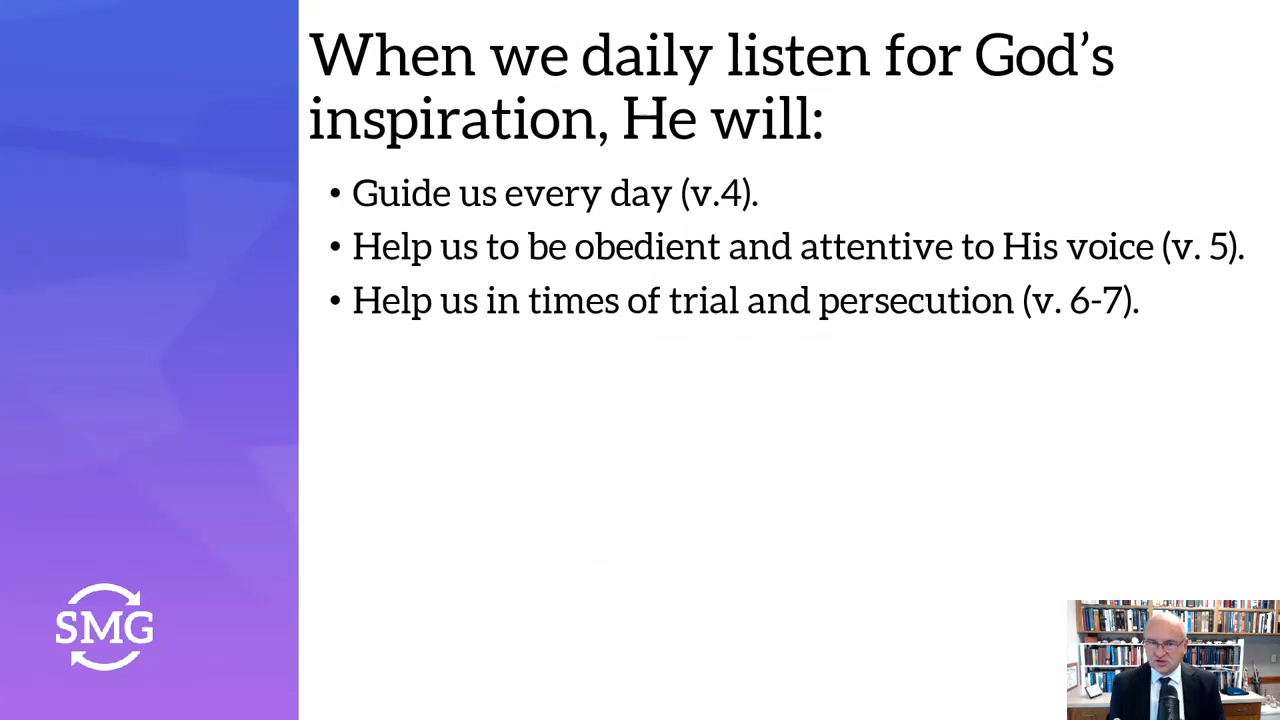 When we daily listen for God’s
inspiration, He will:
• Guide us every day (v.4).
• Help us to be obedient and attentive to His voice (v. 5).
• Help us in times of trial and persecution (v. 6-7).
SMG